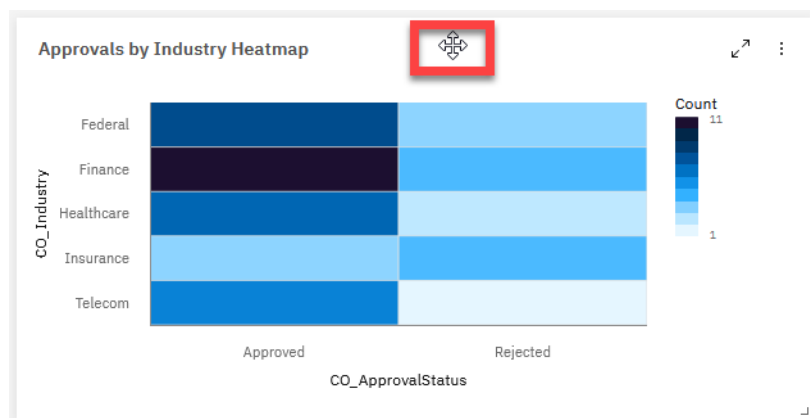 Approvals by Industry Heatmap
Count
11
1
CO_Industry
Federal
Finance
Healthcare
Insurance
Telecom
Approved
Rejected
CO_ApprovalStatus